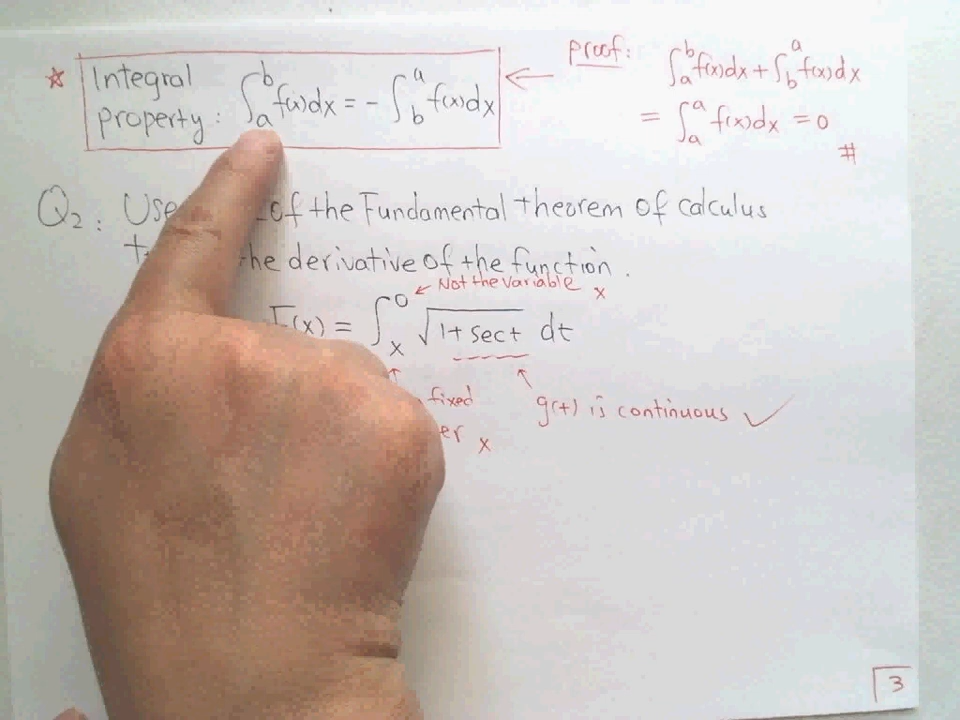 ☆ Integral property : ∫_a^b f(x)dx = - ∫_b^a f(x)dx ←
proof: ∫_a^b f(x)dx + ∫_b^a f(x)dx
= ∫_a^a f(x)dx = 0
#
Q2: Use of the Fundamental theorem of calculus
the derivative of the function.
← Not the variable x
F(x) = ∫_x^0 √(1+sect) dt
fixed
x
g(t) is continuous ✓
3